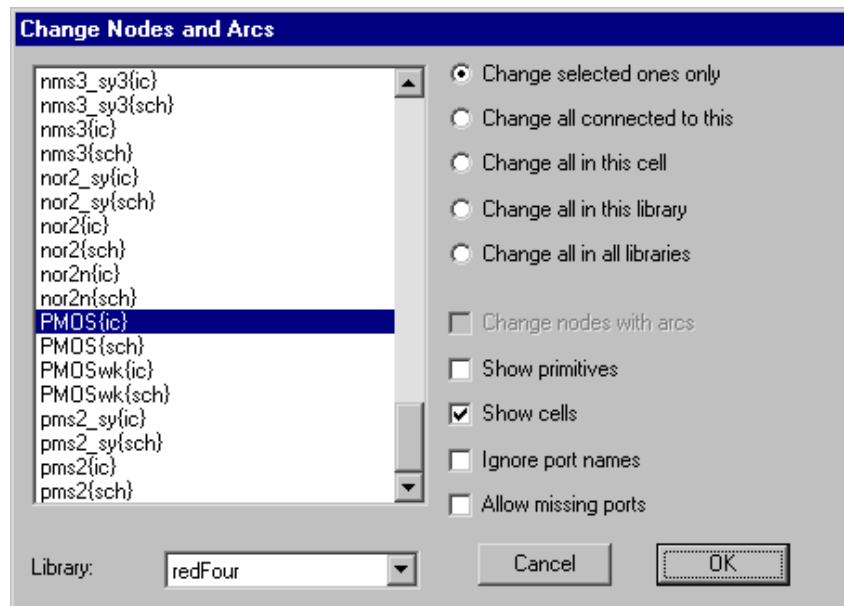 Change Nodes and Arcs
nms3_sy3{ic}
nms3_sy3{sch}
nms3{ic}
nms3{sch}
nor2_sy{ic}
nor2_sy{sch}
nor2{ic}
nor2{sch}
nor2n{ic}
nor2n{sch}
PMOS{ic}
PMOS{sch}
PMOSwk{ic}
PMOSwk{sch}
pms2_sy{ic}
pms2_sy{sch}
pms2{ic}
pms2{sch}
Change selected ones only
Change all connected to this
Change all in this cell
Change all in this library
Change all in all libraries
Change nodes with arcs
Show primitives
Show cells
Ignore port names
Allow missing ports
Library: redFour
Cancel OK